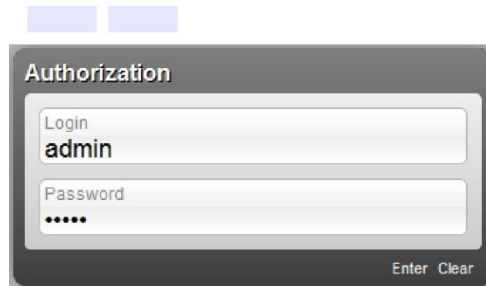 Authorization
Login
admin
Password
•••••
Enter Clear